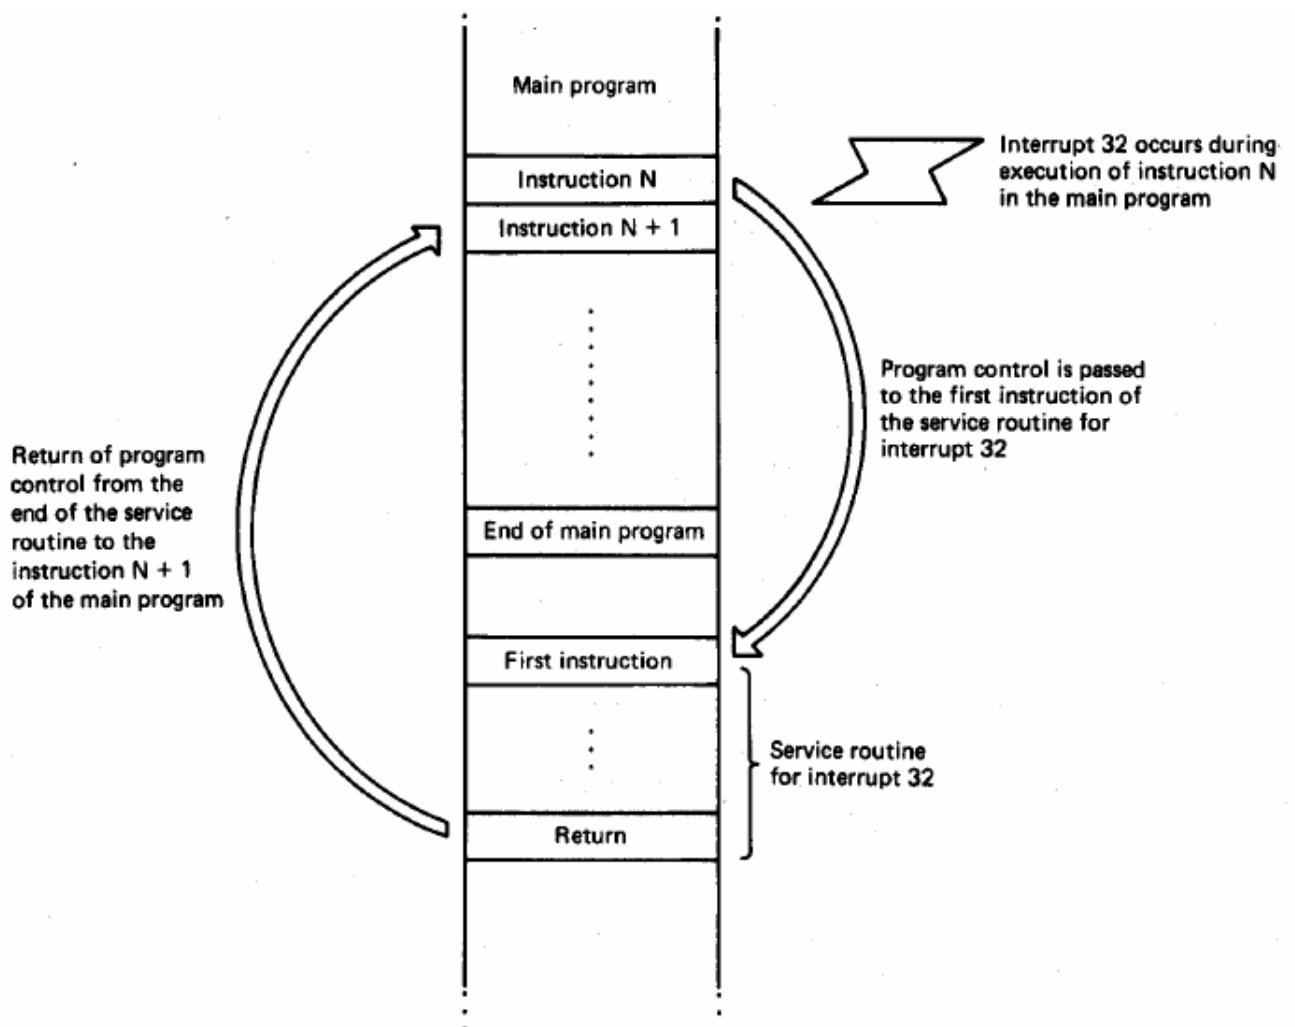 Main program
Instruction N
Instruction N + 1
End of main program
First instruction
Return
Interrupt 32 occurs during
execution of instruction N
in the main program
Program control is passed
to the first instruction of
the service routine for
interrupt 32
Service routine
for interrupt 32
Return of program
control from the
end of the service
routine to the
instruction N + 1
of the main program